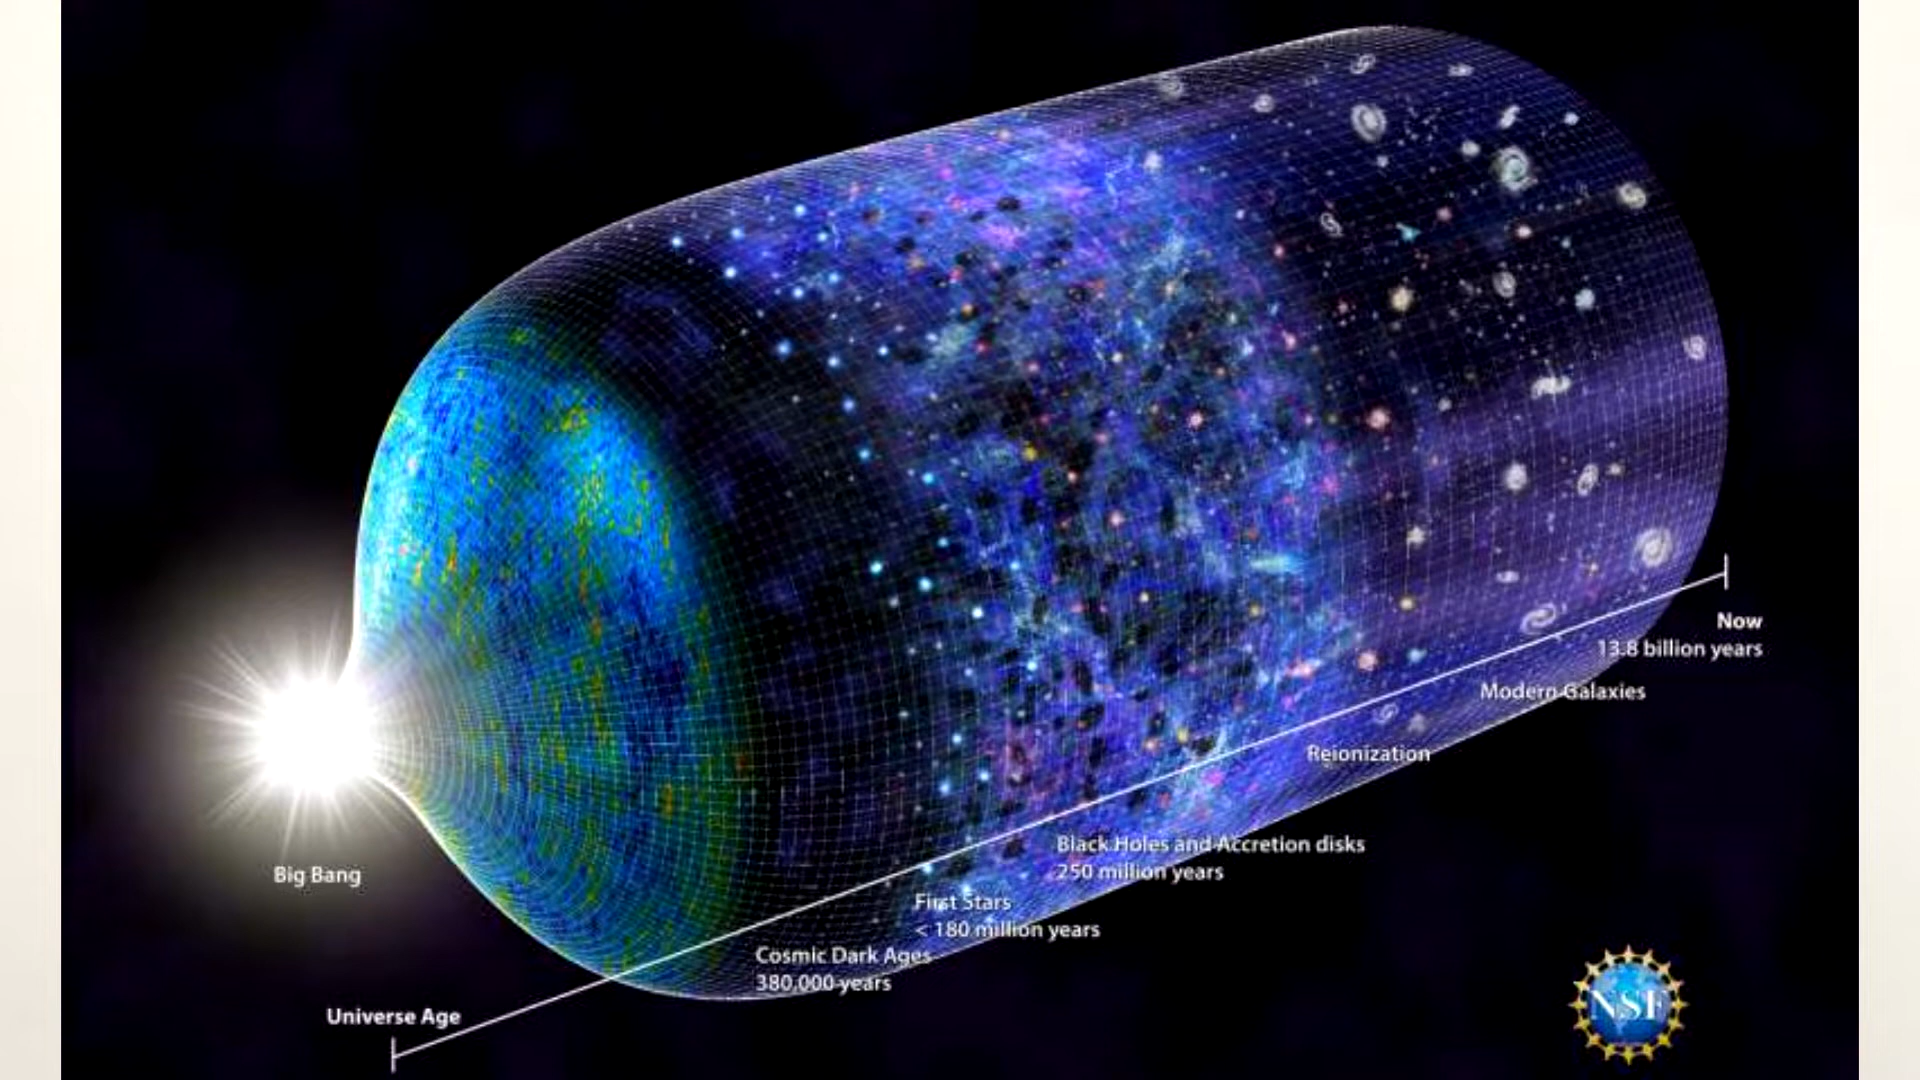 Now
13.8 billion years
Modern Galaxies
Reionization
Black Holes and Accretion disks
250 million years
First Stars
< 180 million years
Cosmic Dark Ages
380,000 years
Big Bang
Universe Age
NSF